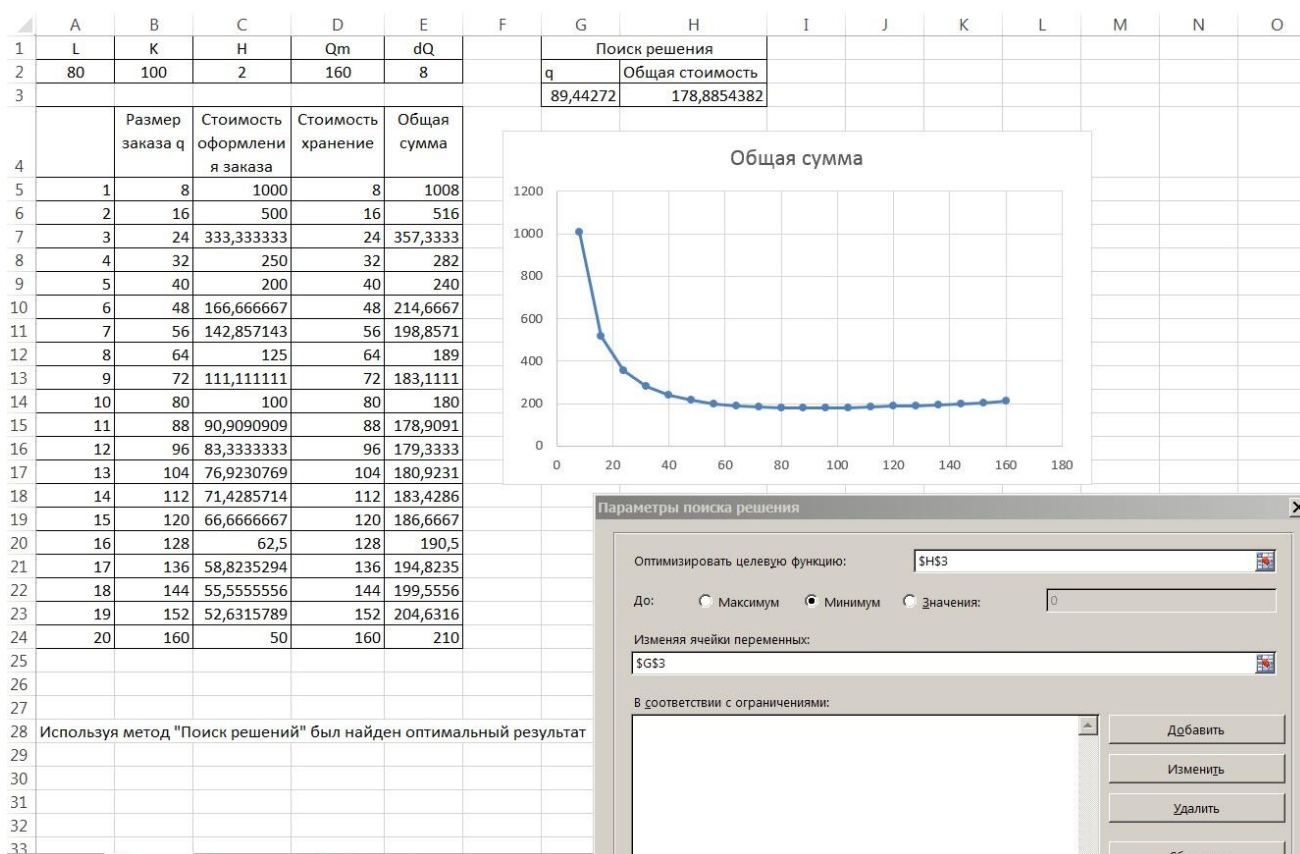 A B C D E F G H I J K L M N O
1 L K H Qm dQ Поиск решения
2 80 100 2 160 8 q Общая стоимость
3 89,44272 178,8854382
4 Размер заказа q Стоимость оформления заказа Стоимость хранение Общая сумма
5 1 8 1000 8 1008
6 2 16 500 16 516
7 3 24 333,333333 24 357,3333
8 4 32 250 32 282
9 5 40 200 40 240
10 6 48 166,666667 48 214,6667
11 7 56 142,857143 56 198,8571
12 8 64 125 64 189
13 9 72 111,111111 72 183,1111
14 10 80 100 80 180
15 11 88 90,9090909 88 178,9091
16 12 96 83,3333333 96 179,3333
17 13 104 76,9230769 104 180,9231
18 14 112 71,4285714 112 183,4286
19 15 120 66,6666667 120 186,6667
20 16 128 62,5 128 190,5
21 17 136 58,8235294 136 194,8235
22 18 144 55,5555556 144 199,5556
23 19 152 52,6315789 152 204,6316
24 20 160 50 160 210
25
26
27
28 Используя метод "Поиск решений" был найден оптимальный результат
29
30
31
32
33
Общая сумма
1200
1000
800
600
400
200
0
0 20 40 60 80 100 120 140 160 180
Параметры поиска решения
Оптимизировать целевую функцию: $H$3
До: Максимум Минимум Значения: 0
Изменяя ячейки переменных:
$G$3
В соответствии с ограничениями:
Добавить
Изменить
Удалить